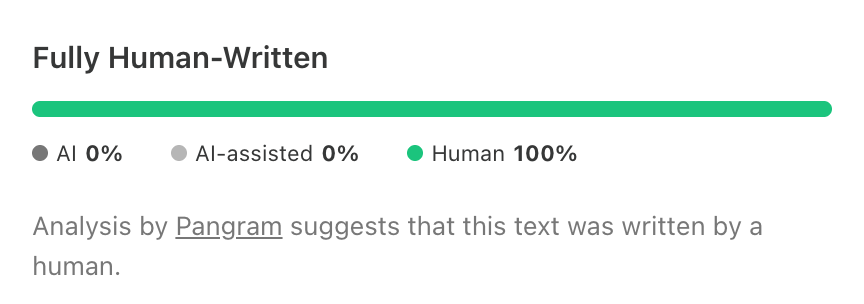 Fully Human-Written
AI 0% AI-assisted 0% Human 100%
Analysis by Pangram suggests that this text was written by a
human.